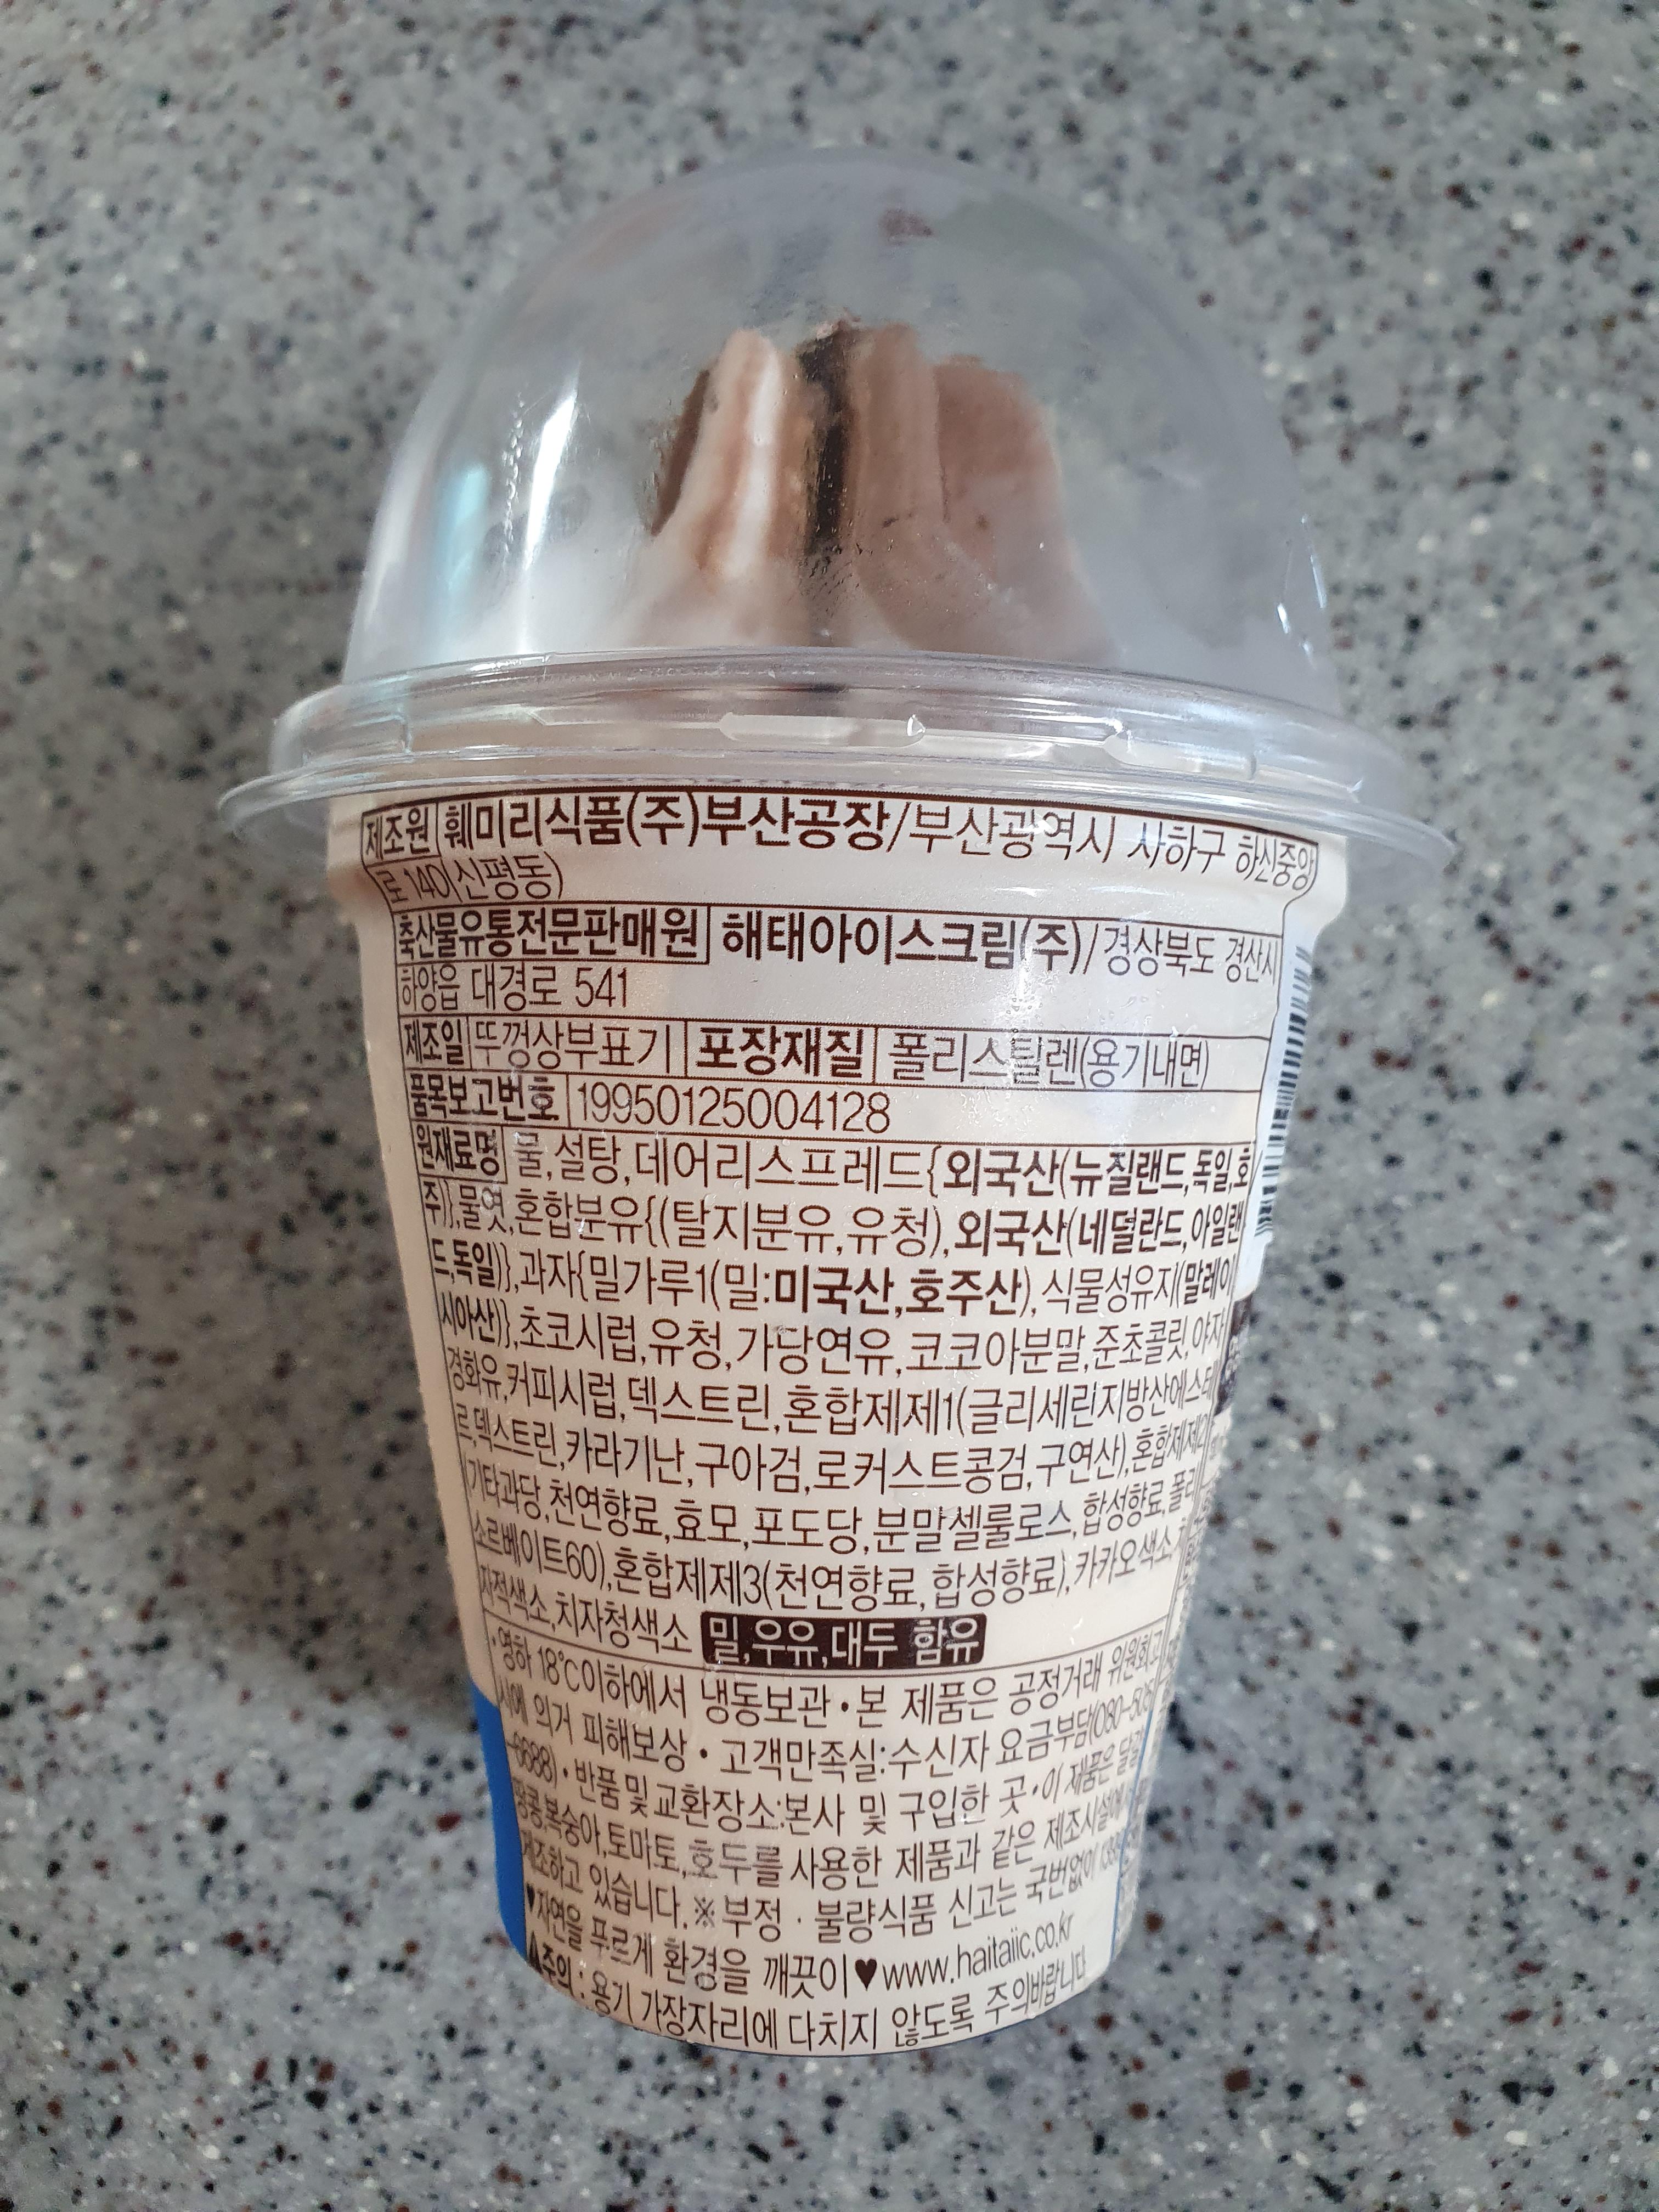 제조원 훼미리식품(주)부산공장/부산광역시 사하구 하신중앙
로 140(신평동)
축산물유통전문판매원 해태아이스크림(주)/경상북도 경산시
하양읍 대경로 541
제조일 뚜껑상부표기 포장재질 폴리스틸렌(용기내면)
품목보고번호 19950125004128
원재료명 물,설탕,데어리스프레드{외국산(뉴질랜드,독일,호
주)},물엿,혼합분유{(탈지분유,유청),외국산(네덜란드,아일랜
드,독일)},과자{밀가루1(밀:미국산,호주산),식물성유지(말레이
시아산)},초코시럽,유청,가당연유,코코아분말,준초콜릿,야자
경화유,커피시럽,덱스트린,혼합제제1(글리세린지방산에스테
르,덱스트린,카라기난,구아검,로커스트콩검,구연산),혼합제제2
(기타과당,천연향료,효모,포도당,분말셀룰로스,합성향료,폴리
소르베이트60),혼합제제3(천연향료,합성향료),카카오색소,
자적색소,치자청색소 밀,우유,대두 함유
•영하 18℃이하에서 냉동보관 • 본 제품은 공정거래 위원회고
시에 의거 피해보상 • 고객만족실:수신자 요금부담(080-505
-6688) • 반품 및 교환장소:본사 및 구입한 곳 • 이 제품은 달걀,
땅콩,복숭아,토마토,호두를 사용한 제품과 같은 제조시설에서
제조하고 있습니다.※부정 · 불량식품 신고는 국번없이 1399
♥자연을 푸르게 환경을 깨끗이♥www.haitaiic.co.kr
▲주의 : 용기 가장자리에 다치지 않도록 주의바랍니다